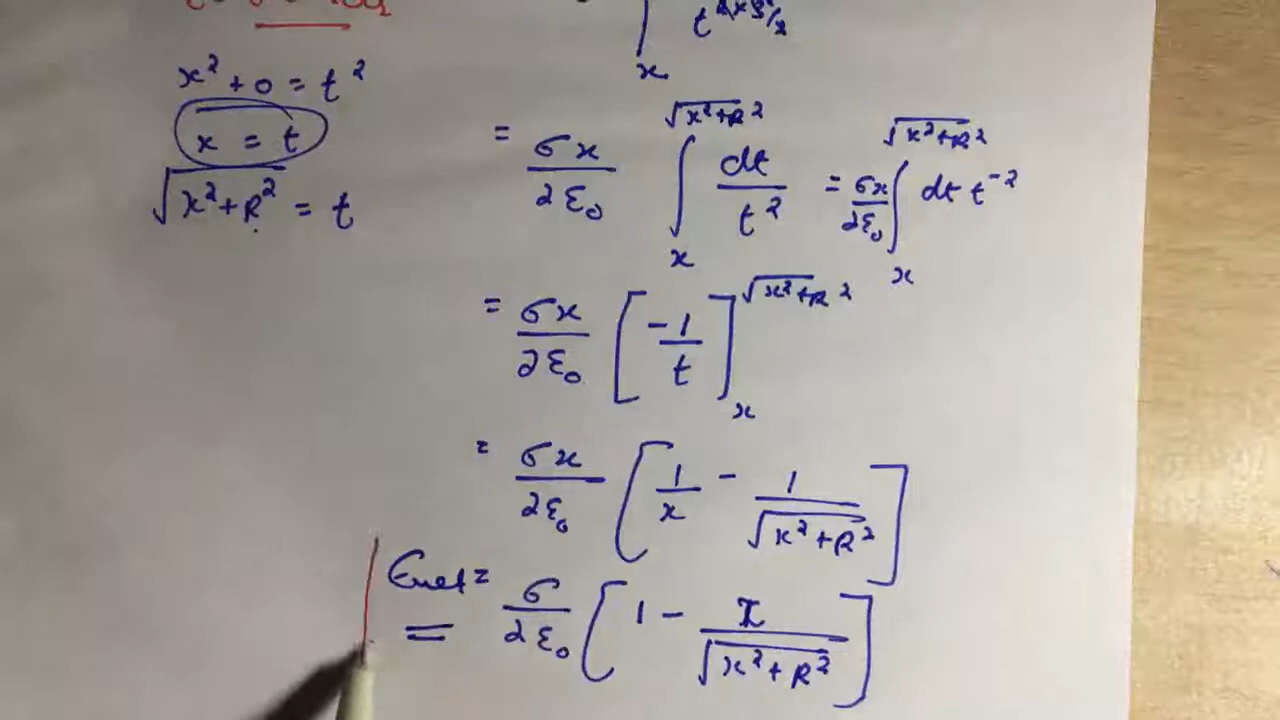 x² + 0 = t²
x = t
√(x²+R²) = t
x
= σx/2ε₀ ∫ₓ^√(x²+R²) dt/t² = σx/2ε₀ ∫ₓ^√(x²+R²) dt t⁻²
= σx/2ε₀ [-1/t]ₓ^√(x²+R²)
= σx/2ε₀ [1/x - 1/√(x²+R²)]
Enet = σ/2ε₀ [1 - x/√(x²+R²)]